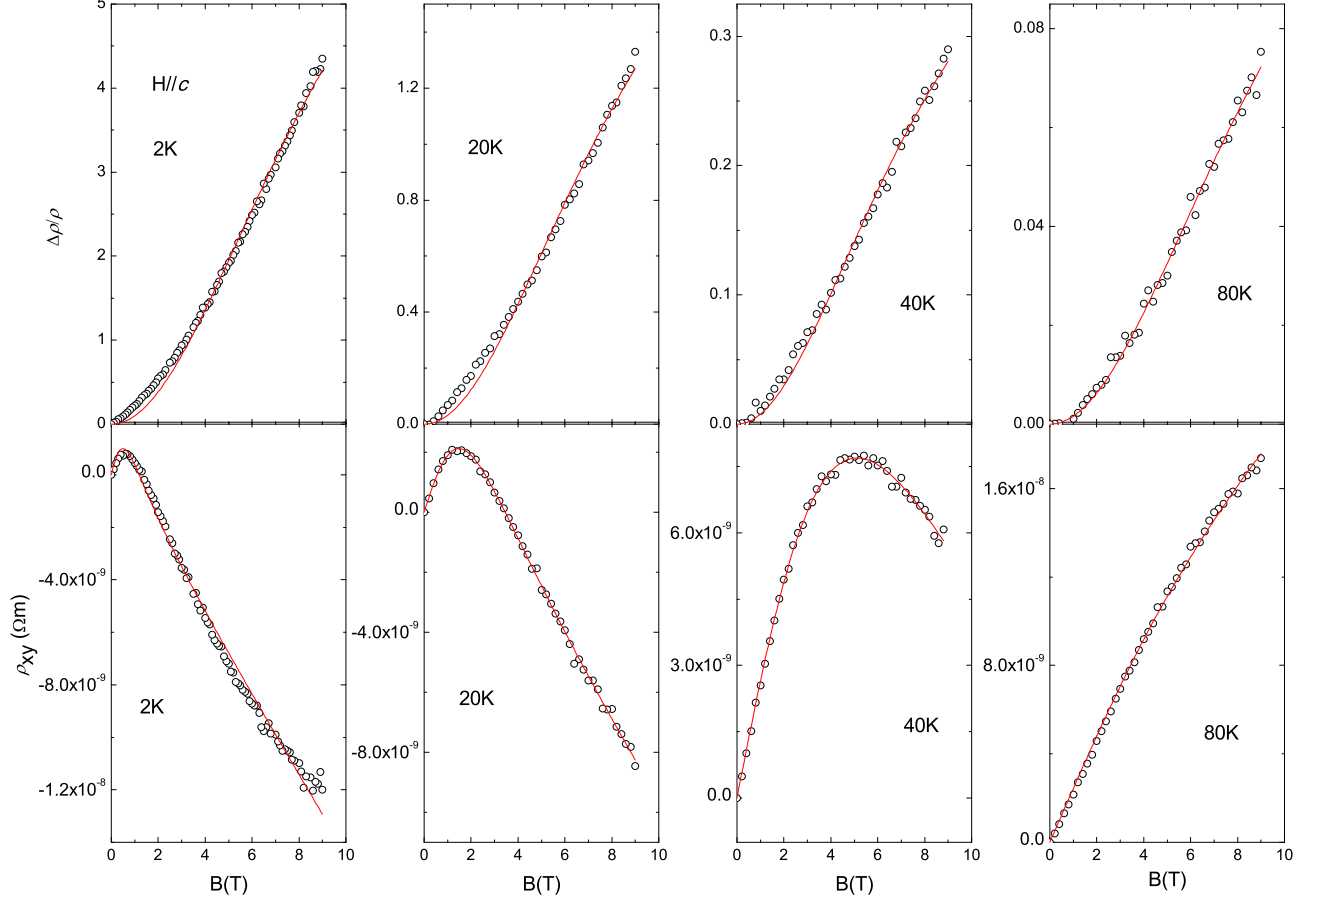 5
4
3
2
1
0
Δρ/ρ
H//c
2K
1.2
0.8
0.4
0.0
20K
0.3
0.2
0.1
0.0
40K
0.08
0.04
0.00
80K
0.0
-4.0x10⁻⁹
-8.0x10⁻⁹
-1.2x10⁻⁸
ρxy (Ωm)
2K
0 2 4 6 8 10
B(T)
0.0
-4.0x10⁻⁹
-8.0x10⁻⁹
20K
0 2 4 6 8 10
B(T)
6.0x10⁻⁹
3.0x10⁻⁹
0.0
40K
0 2 4 6 8 10
B(T)
1.6x10⁻⁸
8.0x10⁻⁹
0.0
80K
0 2 4 6 8 10
B(T)